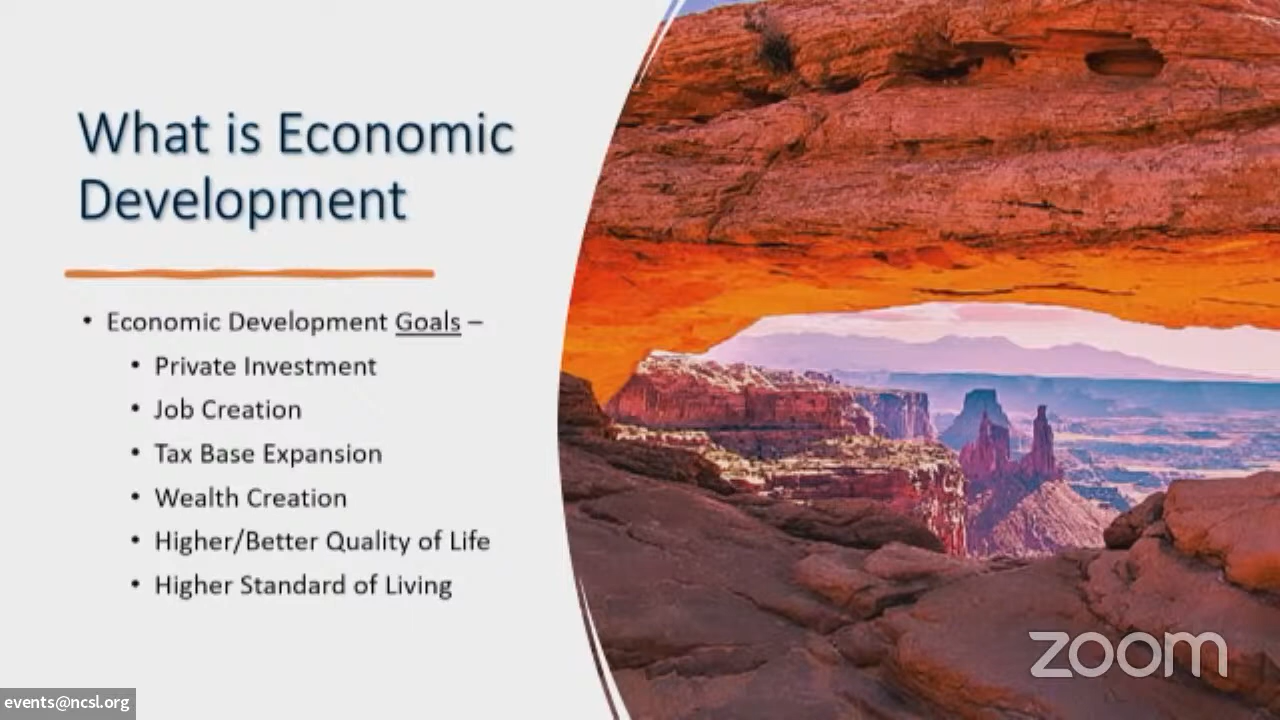 What is Economic
Development
• Economic Development Goals –
• Private Investment
• Job Creation
• Tax Base Expansion
• Wealth Creation
• Higher/Better Quality of Life
• Higher Standard of Living
zoom
events@ncsl.org